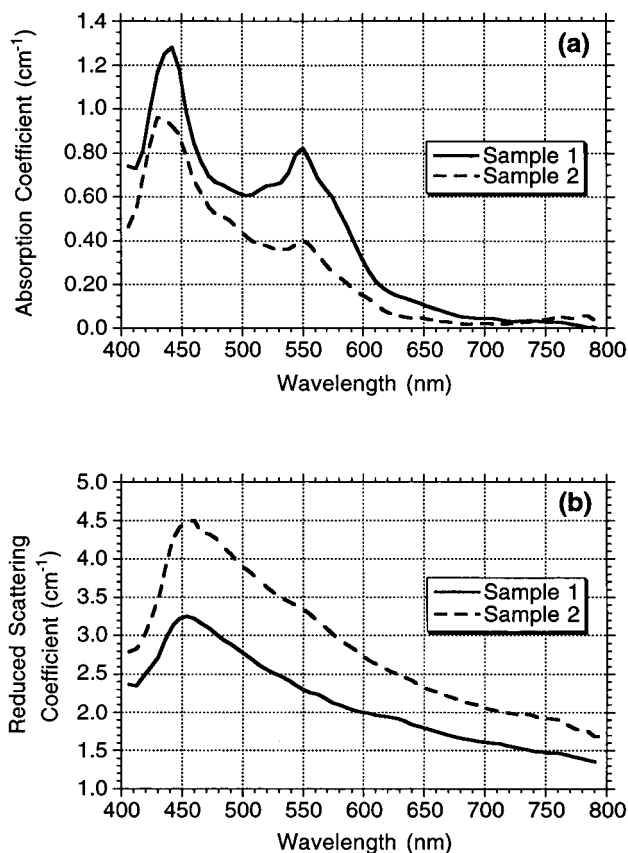 (a)
Absorption Coefficient (cm⁻¹)
1.4
1.2
1.0
0.80
0.60
0.40
0.20
0.0
Sample 1
Sample 2
400 450 500 550 600 650 700 750 800
Wavelength (nm)
(b)
Reduced Scattering
Coefficient (cm⁻¹)
5.0
4.5
4.0
3.5
3.0
2.5
2.0
1.5
1.0
Sample 1
Sample 2
400 450 500 550 600 650 700 750 800
Wavelength (nm)